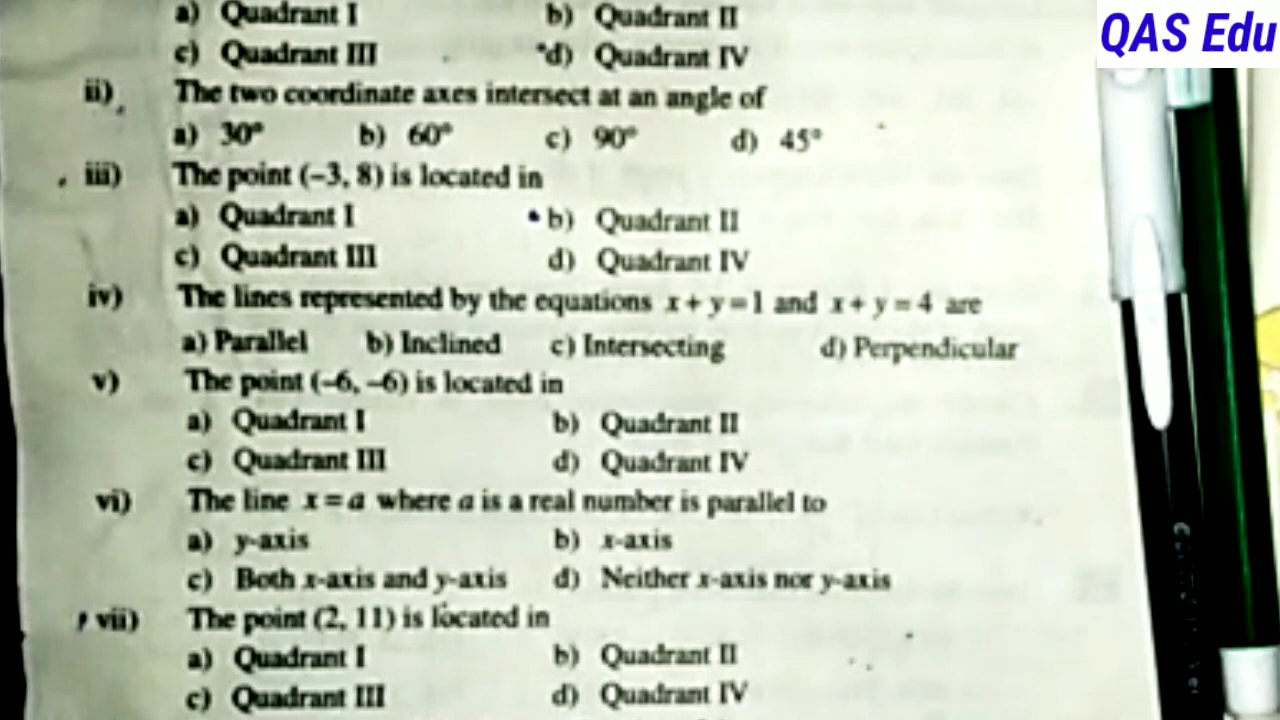 QAS Edu
a) Quadrant I b) Quadrant II
c) Quadrant III d) Quadrant IV
ii) The two coordinate axes intersect at an angle of
a) 30° b) 60° c) 90° d) 45°
iii) The point (–3, 8) is located in
a) Quadrant I b) Quadrant II
c) Quadrant III d) Quadrant IV
iv) The lines represented by the equations x + y = 1 and x + y = 4 are
a) Parallel b) Inclined c) Intersecting d) Perpendicular
v) The point (–6, –6) is located in
a) Quadrant I b) Quadrant II
c) Quadrant III d) Quadrant IV
vi) The line x = a where a is a real number is parallel to
a) y-axis b) x-axis
c) Both x-axis and y-axis d) Neither x-axis nor y-axis
vii) The point (2, 11) is located in
a) Quadrant I b) Quadrant II
c) Quadrant III d) Quadrant IV